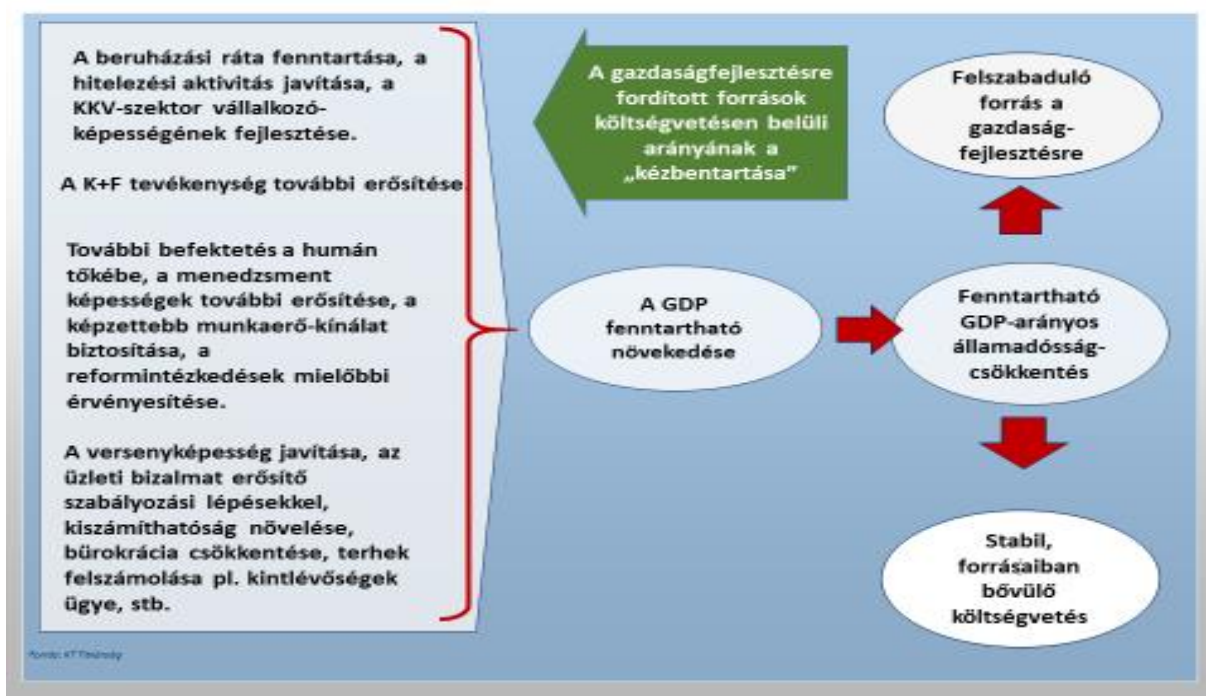 A beruházási ráta fenntartása, a
hitelezési aktivitás javítása, a
KKV-szektor vállalkozó-
képességének fejlesztése.
A K+F tevékenység további erősítése.
További befektetés a humán
tőkébe, a menedzsment
képességek további erősítése, a
képzettebb munkaerő-kínálat
biztosítása, a
reformintézkedések mielőbbi
érvényesítése.
A versenyképesség javítása, az
üzleti bizalmat erősítő
szabályozási lépésekkel,
kiszámíthatóság növelése,
bürokrácia csökkentése, terhek
felszámolása pl. kintlévőségek
ügye, stb.
A gazdaságfejlesztésre
fordított források
költségvetésen belüli
arányának a
„kézbentartása”
A GDP
fenntartható
növekedése
Felszabaduló
forrás a
gazdaság-
fejlesztésre
Fenntartható
GDP-arányos
államadósság-
csökkentés
Stabil,
forrásaiban
bővülő
költségvetés
Forrás: KT Titkárság